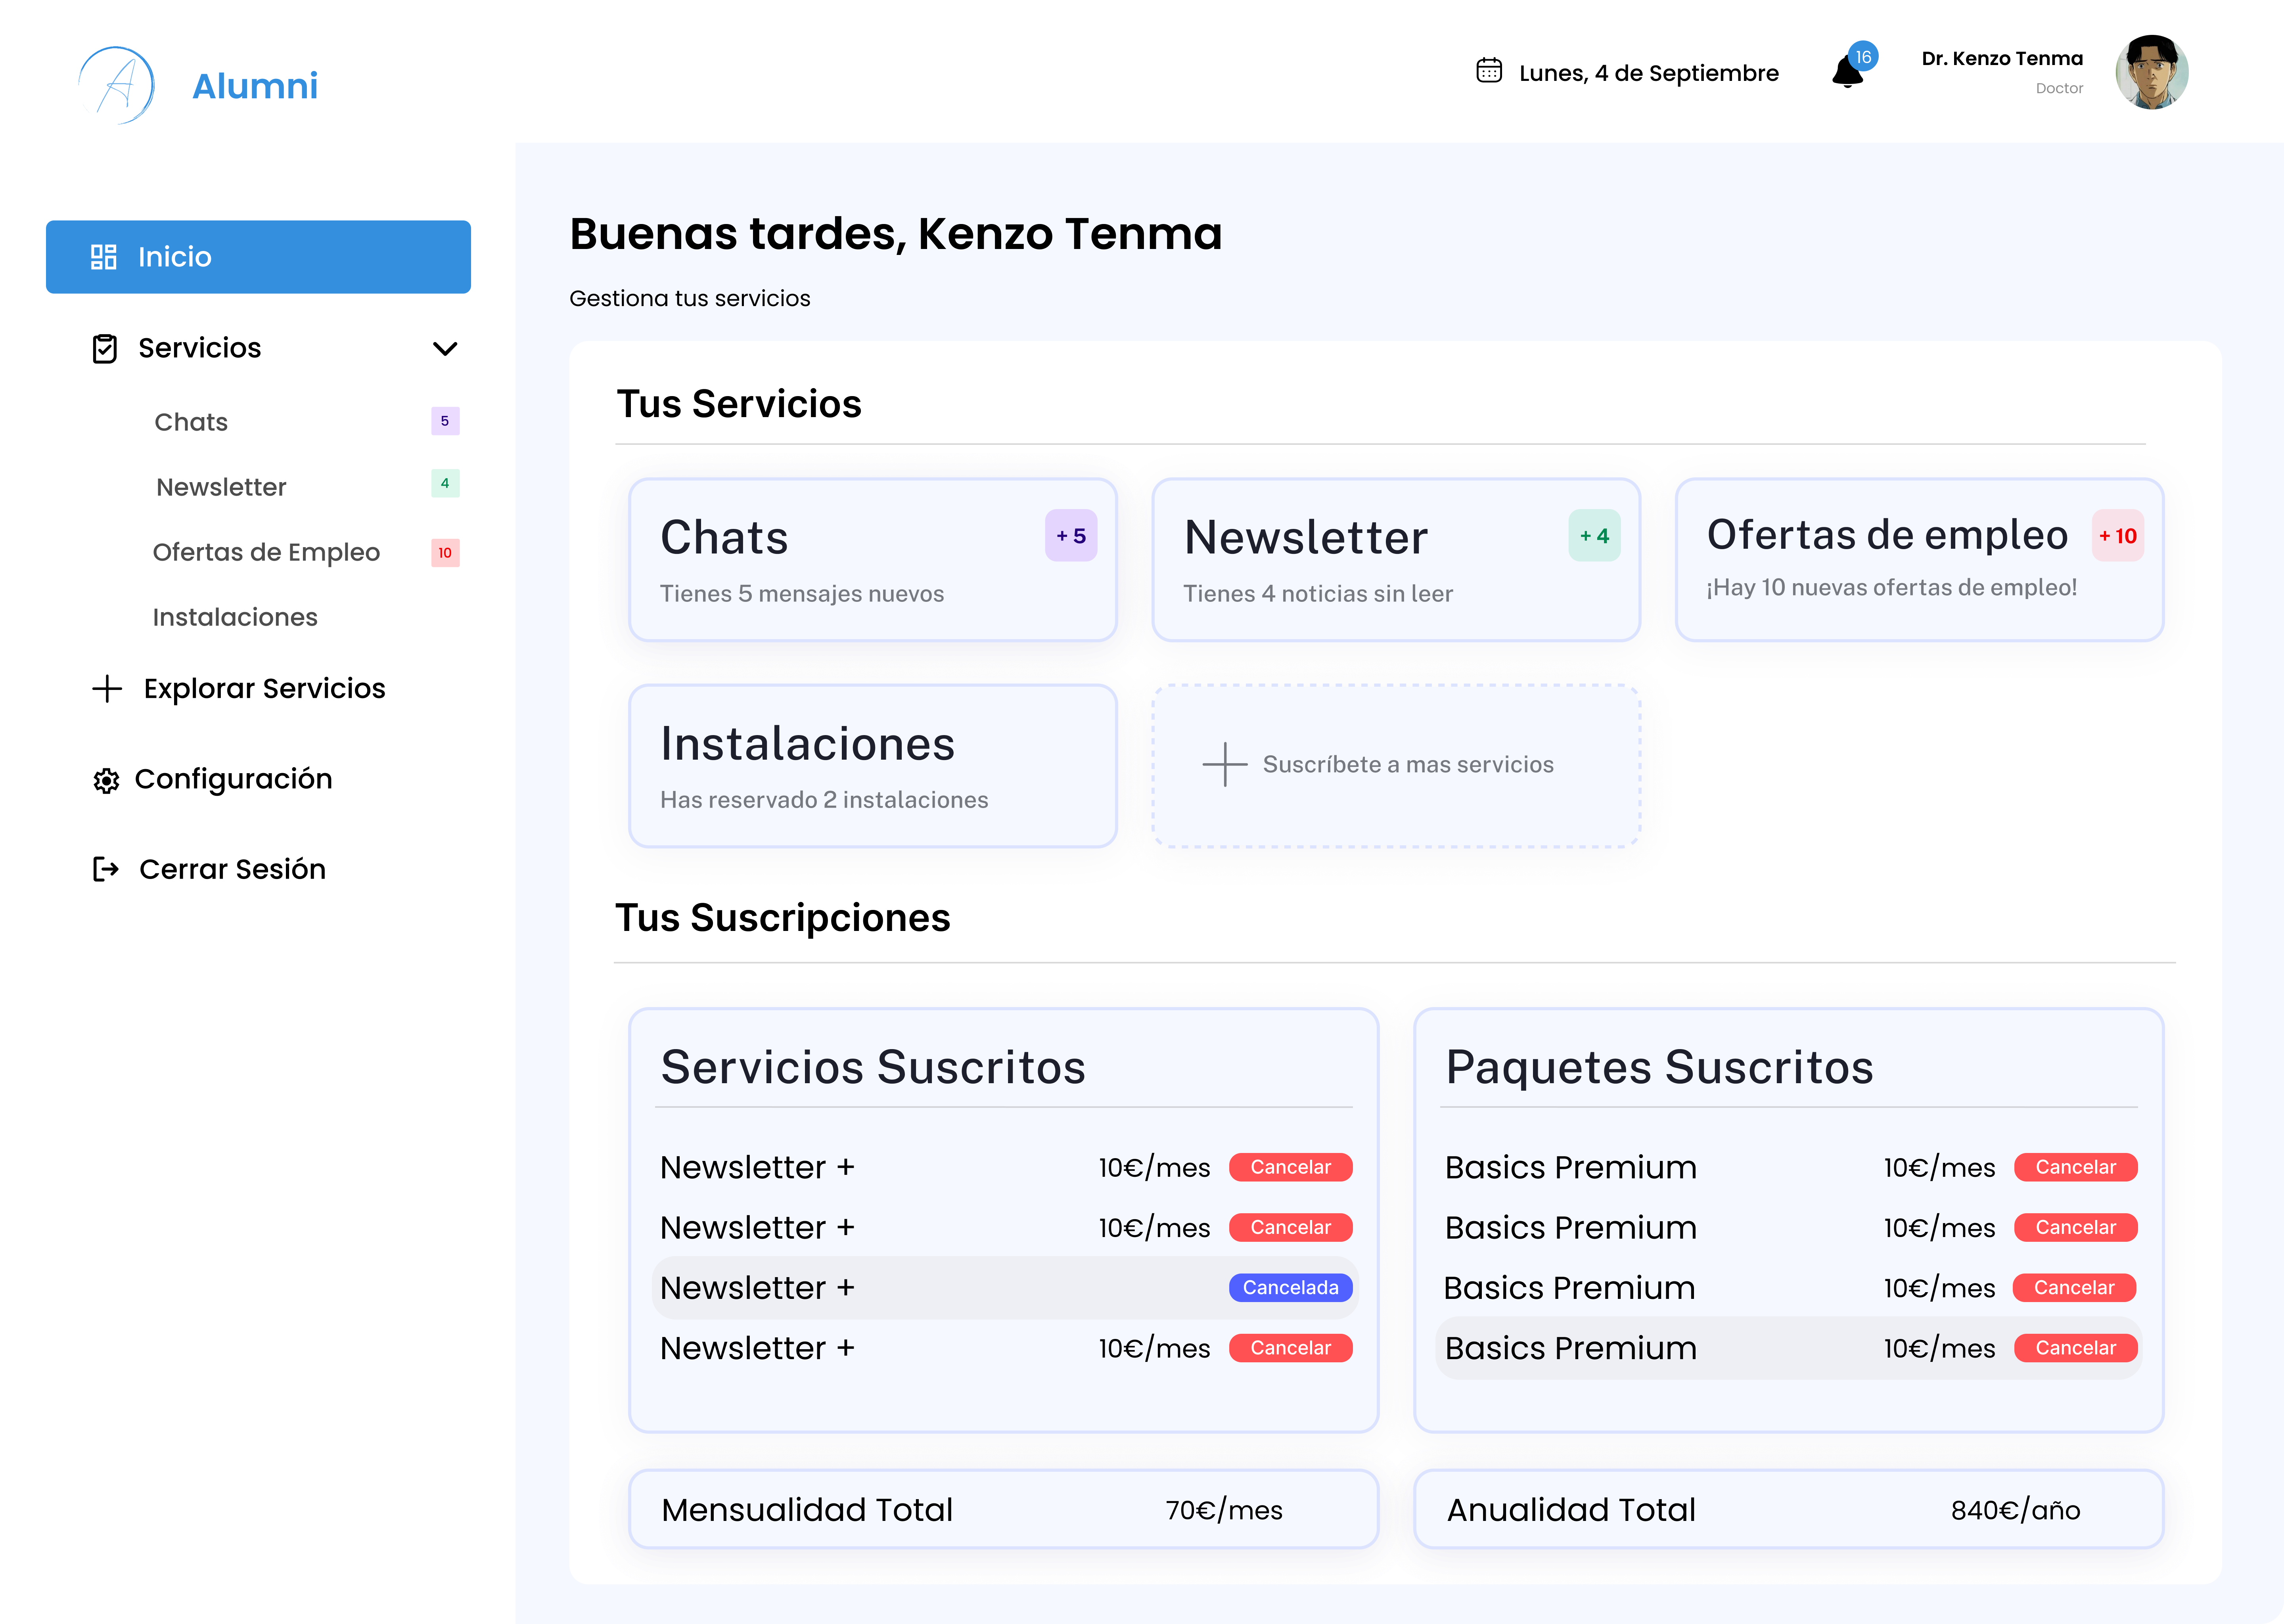 Alumni
Lunes, 4 de Septiembre
16
Dr. Kenzo Tenma
Doctor
Inicio
Servicios
Chats 5
Newsletter 4
Ofertas de Empleo 10
Instalaciones
Explorar Servicios
Configuración
Cerrar Sesión
Buenas tardes, Kenzo Tenma
Gestiona tus servicios
Tus Servicios
Chats + 5
Tienes 5 mensajes nuevos
Newsletter + 4
Tienes 4 noticias sin leer
Ofertas de empleo + 10
¡Hay 10 nuevas ofertas de empleo!
Instalaciones
Has reservado 2 instalaciones
Suscríbete a mas servicios
Tus Suscripciones
Servicios Suscritos
Newsletter + 10€/mes Cancelar
Newsletter + 10€/mes Cancelar
Newsletter + Cancelada
Newsletter + 10€/mes Cancelar
Paquetes Suscritos
Basics Premium 10€/mes Cancelar
Basics Premium 10€/mes Cancelar
Basics Premium 10€/mes Cancelar
Basics Premium 10€/mes Cancelar
Mensualidad Total 70€/mes
Anualidad Total 840€/año